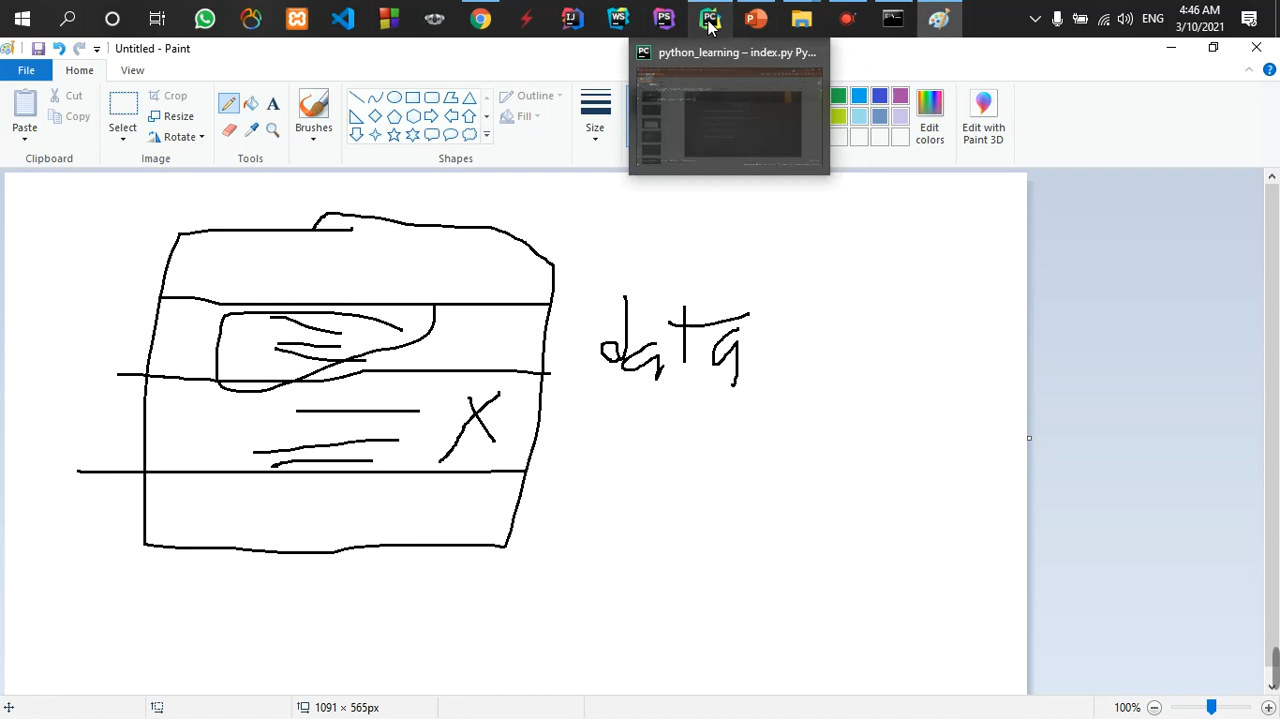 ENG
4:46 AM
3/10/2021
Untitled - Paint
python_learning – index.py Py...
File
Home
View
Paste
Cut
Copy
Clipboard
Select
Crop
Resize
Rotate
Image
Tools
Brushes
Shapes
Outline
Fill
Size
Edit colors
Edit with Paint 3D
data
X
1091 × 565px
100%